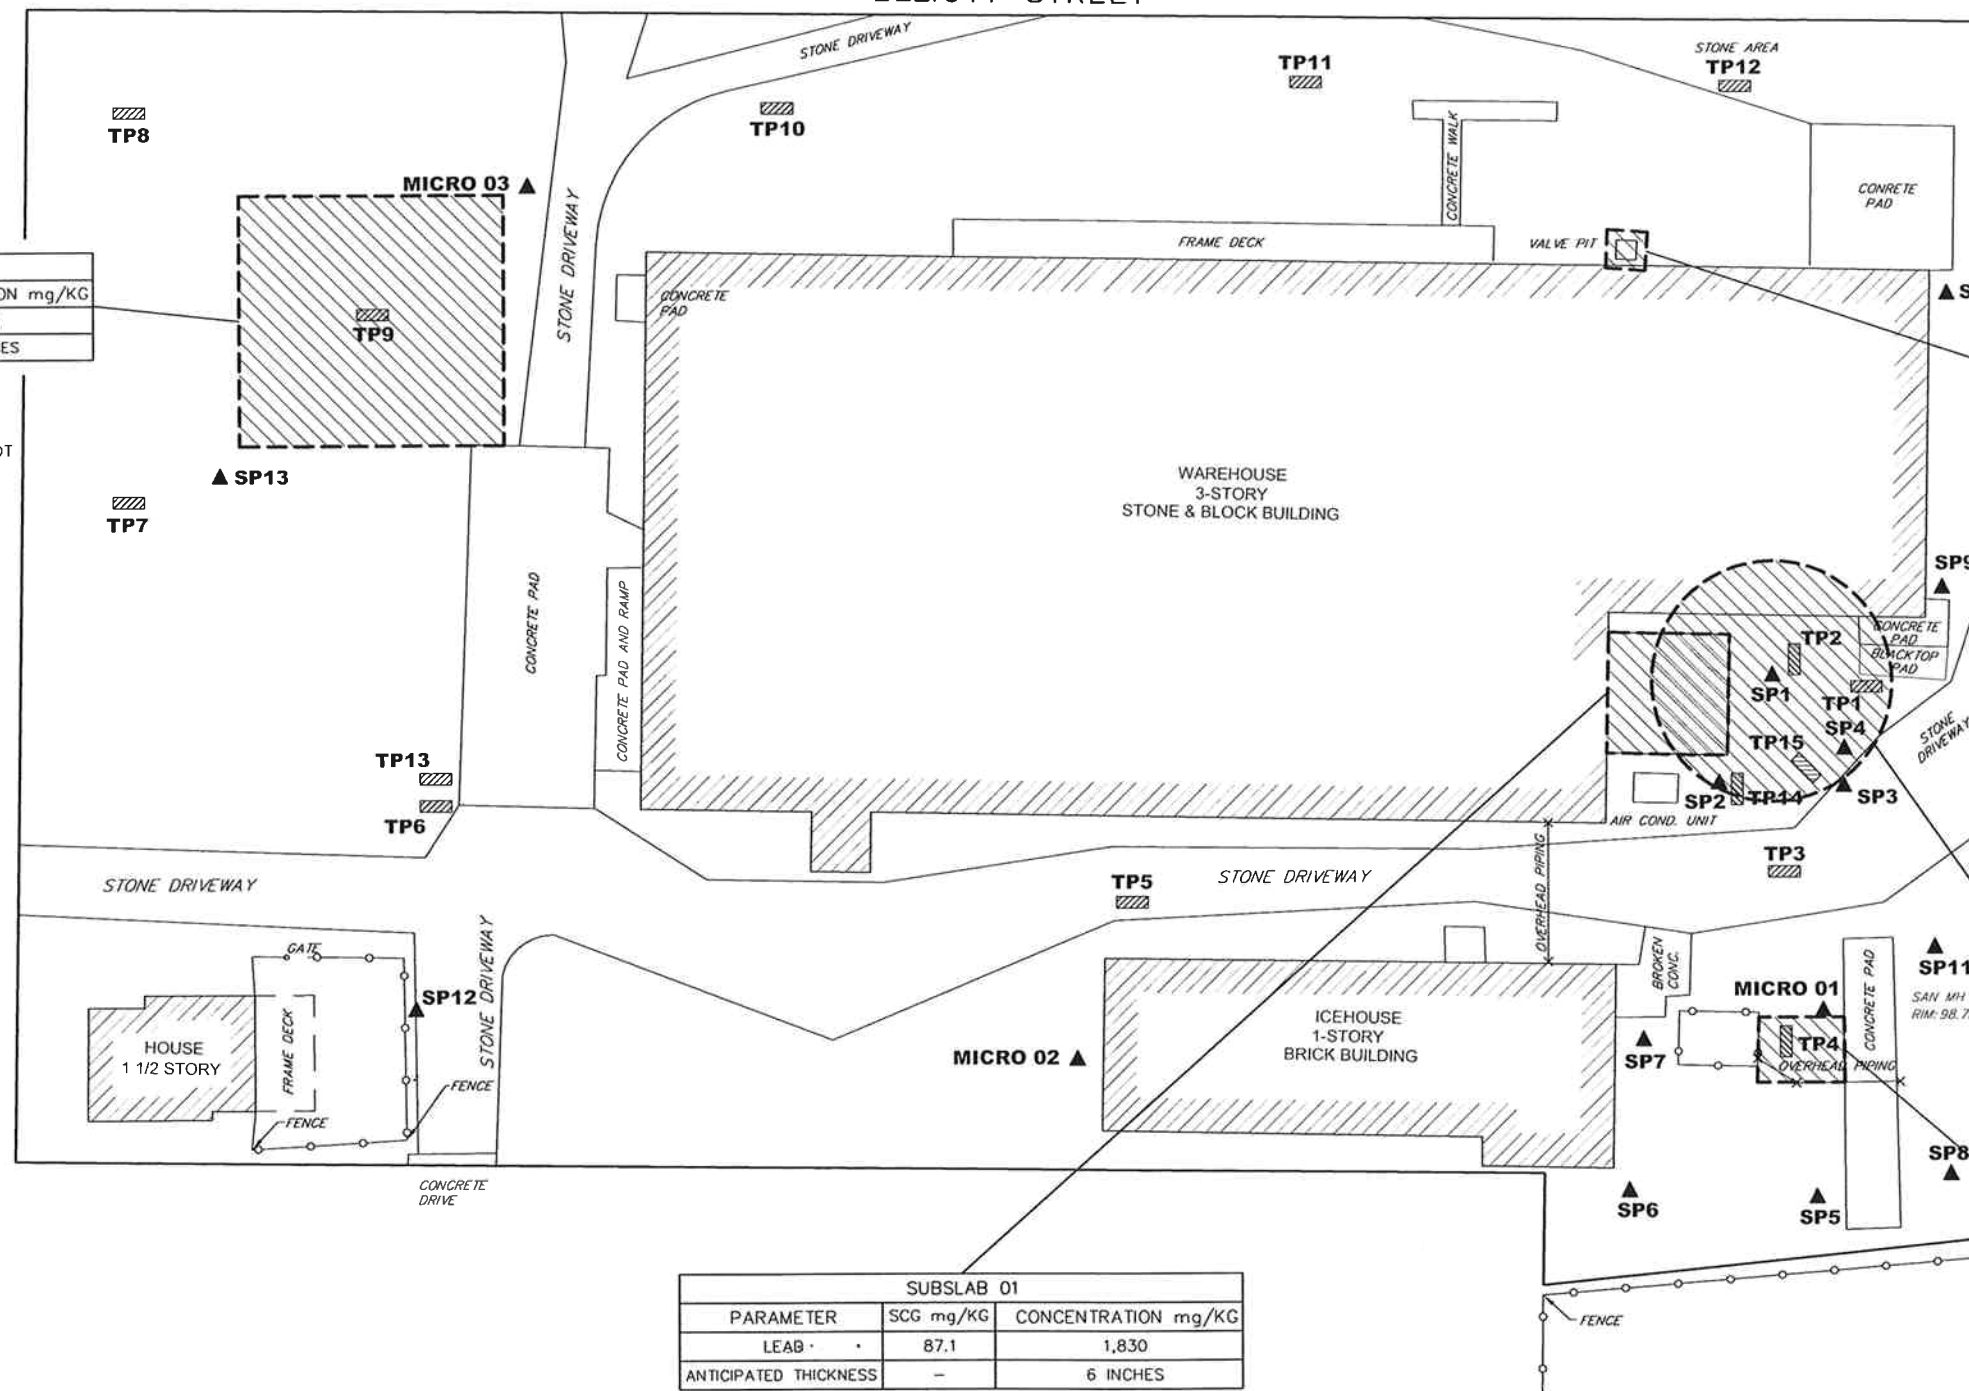 STONE DRIVEWAY
STONE AREA
TP11
TP12
TP8
TP10
CONCRETE WALK
MICRO 03
STONE DRIVEWAY
CONRETE
PAD
FRAME DECK
VALVE PIT
mg/KG
CONCRETE
PAD
TP9
SP13
TP7
WAREHOUSE
3-STORY
STONE & BLOCK BUILDING
CONCRETE PAD
CONCRETE PAD AND RAMP
SP9
CONCRETE
PAD
BLACKTOP
PAD
TP2
SP1
TP1
SP4
TP15
STONE
DRIVEWAY
SP2
TP14
SP3
AIR COND. UNIT
TP13
TP6
OVERHEAD PIPING
STONE DRIVEWAY
TP5
STONE DRIVEWAY
TP3
GATE
STONE DRIVEWAY
SP12
BROKEN
CONC.
CONCRETE PAD
SP11
SAN MH
RIM: 98.7
MICRO 01
HOUSE
1 1/2 STORY
FRAME DECK
FENCE
FENCE
MICRO 02
ICEHOUSE
1-STORY
BRICK BUILDING
SP7
TP4
OVERHEAD PIPING
CONCRETE
DRIVE
SP6
SP5
SP8
FENCE
SUBSLAB 01
PARAMETER SCG mg/KG CONCENTRATION mg/KG
LEAB 87.1 1,830
ANTICIPATED THICKNESS - 6 INCHES